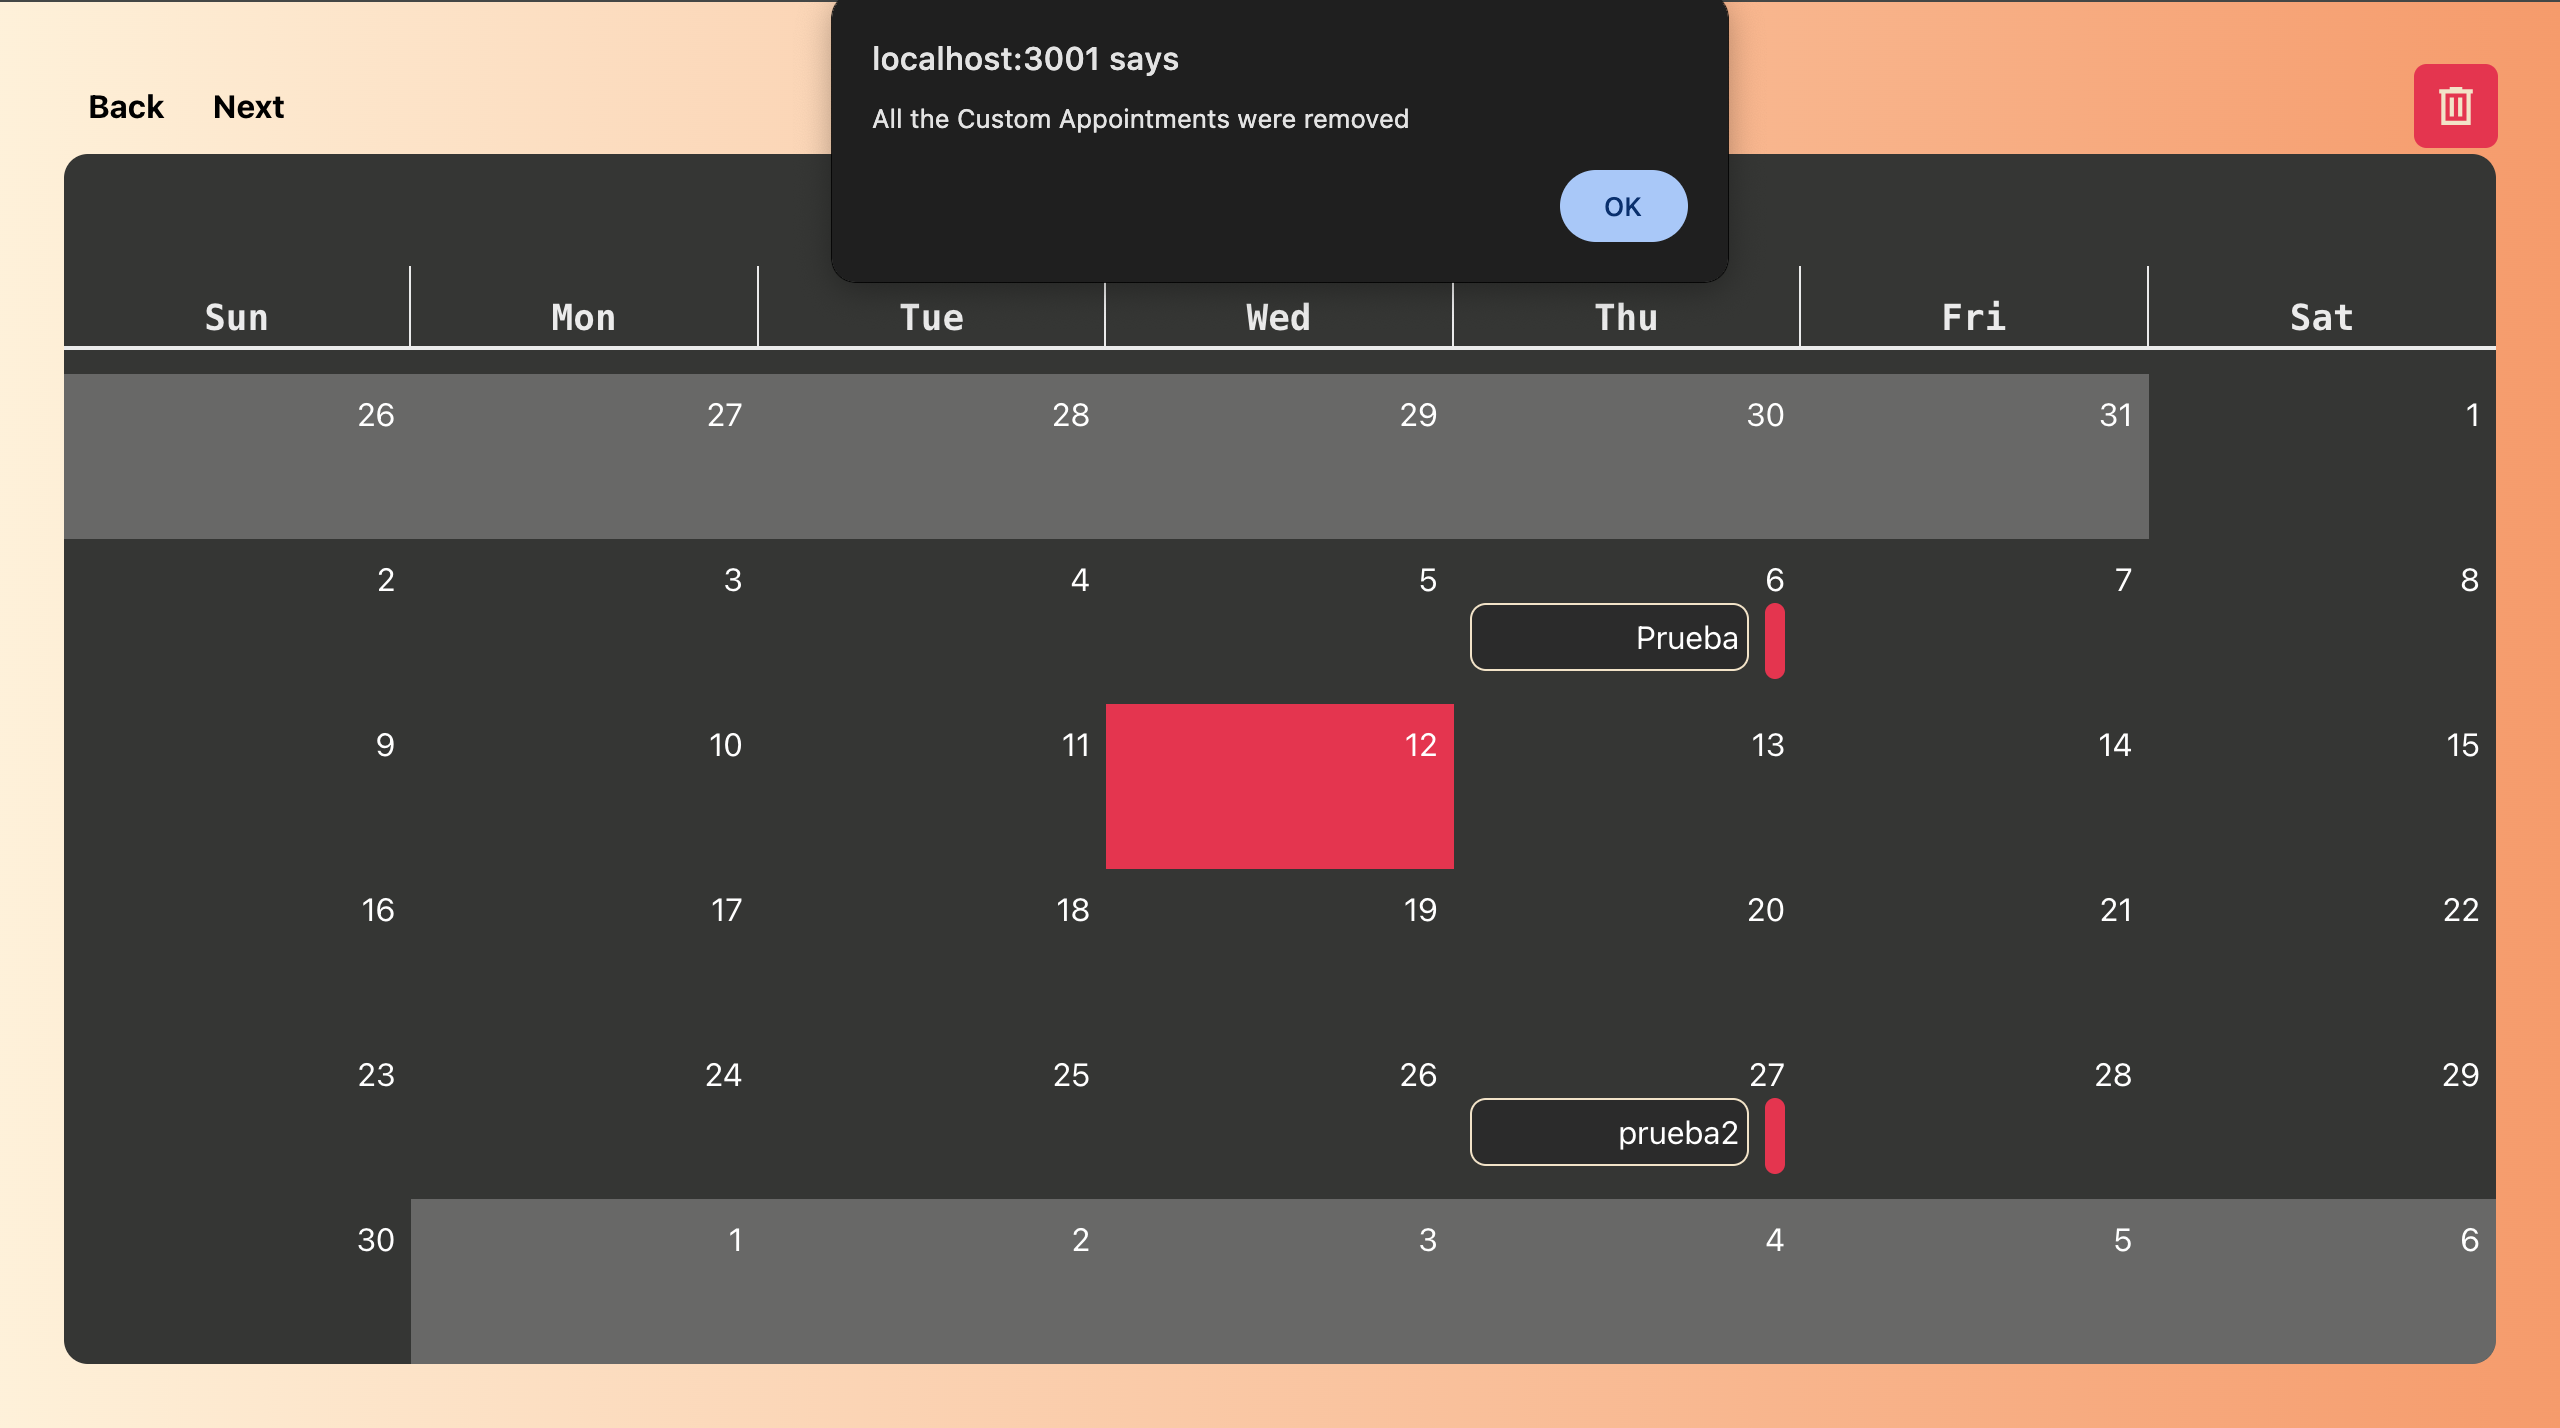 localhost:3001 says
All the Custom Appointments were removed
OK
Back Next
Sun Mon Tue Wed Thu Fri Sat
26 27 28 29 30 31 1
2 3 4 5 6 7 8
Prueba
9 10 11 12 13 14 15
16 17 18 19 20 21 22
23 24 25 26 27 28 29
prueba2
30 1 2 3 4 5 6